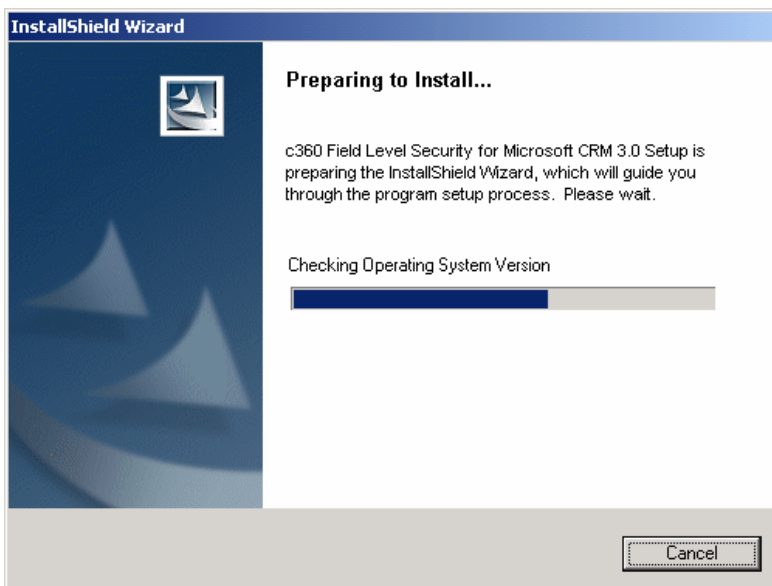 InstallShield Wizard
Preparing to Install...
c360 Field Level Security for Microsoft CRM 3.0 Setup is
preparing the InstallShield Wizard, which will guide you
through the program setup process. Please wait.
Checking Operating System Version
Cancel